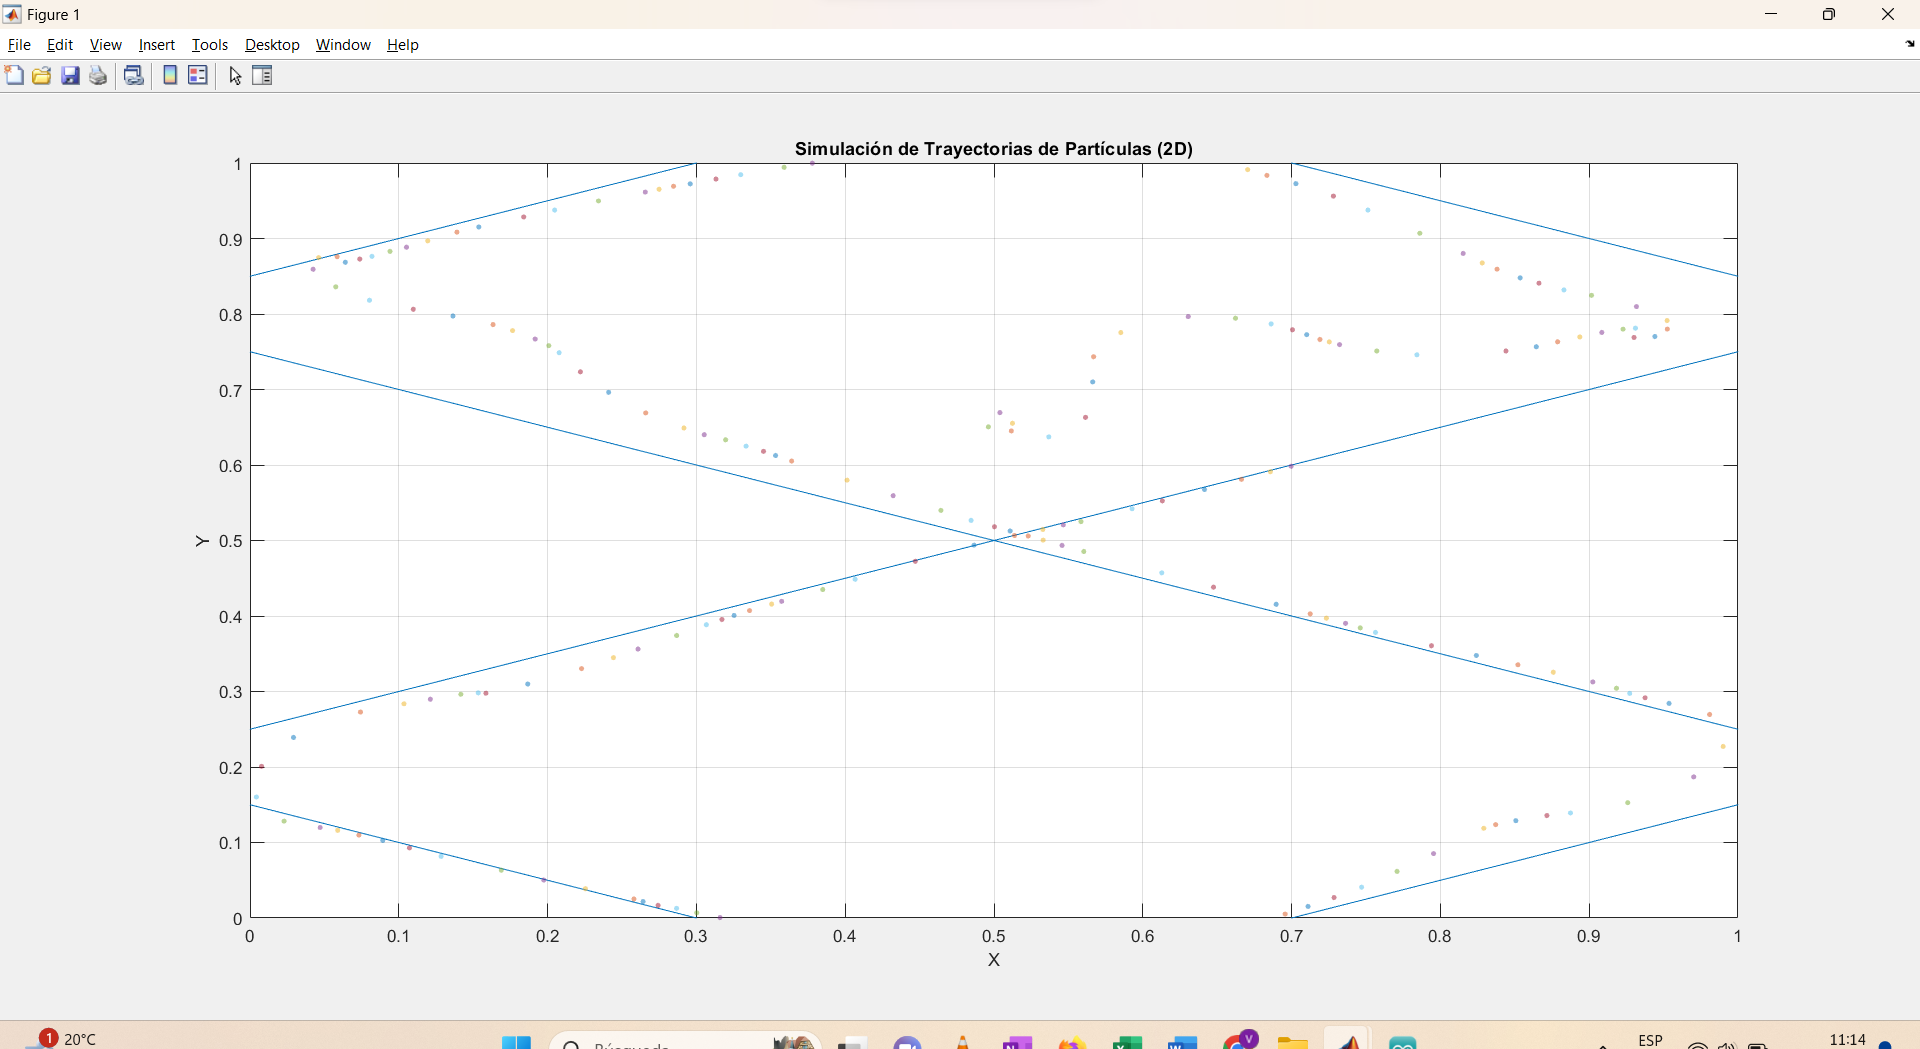 Figure 1
File Edit View Insert Tools Desktop Window Help
Simulación de Trayectorias de Partículas (2D)
1
0.9
0.8
0.7
0.6
Y 0.5
0.4
0.3
0.2
0.1
0
0 0.1 0.2 0.3 0.4 0.5 0.6 0.7 0.8 0.9 1
X
1 20°C
V
ESP
11:14